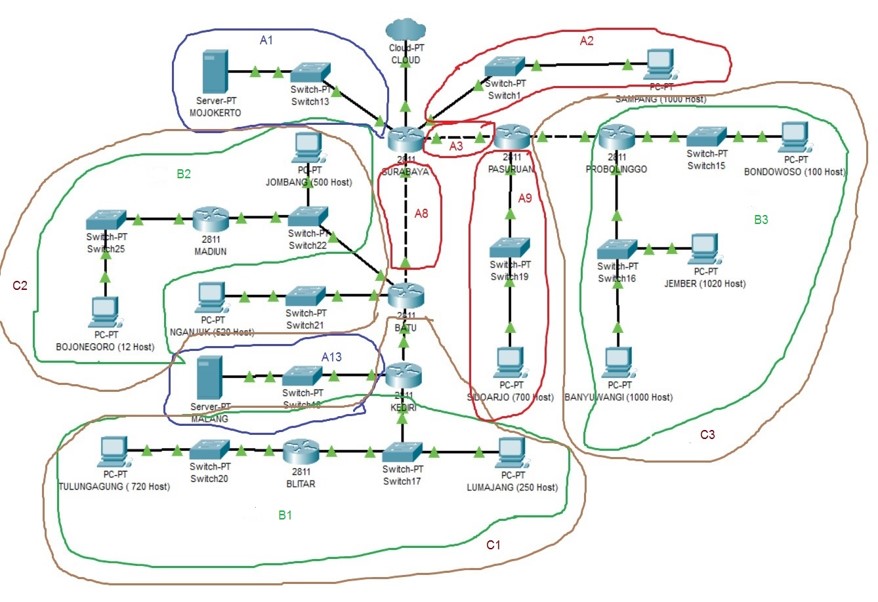 A1
Cloud-PT
CLOUD
A2
Server-PT
MOJOKERTO
Switch-PT
Switch13
Switch-PT
Switch1
PC-PT
SAMPANG (1000 Host)
2811
SURABAYA
A3
2811
PASURUAN
2811
PROBOLINGGO
Switch-PT
Switch15
PC-PT
BONDOWOSO (100 Host)
B2
PC-PT
JOMBANG (500 Host)
A8
A9
B3
Switch-PT
Switch25
2811
MADIUN
Switch-PT
Switch22
Switch-PT
Switch19
Switch-PT
Switch16
PC-PT
JEMBER (1020 Host)
C2
PC-PT
BOJONEGORO (12 Host)
PC-PT
NGANJUK (520 Host)
Switch-PT
Switch21
2811
BATU
A13
Server-PT
MALANG
Switch-PT
2811
KEDIRI
PC-PT
SIDOARJO (700 Host)
PC-PT
BANYUWANGI (1000 Host)
C3
PC-PT
TULUNGAGUNG ( 720 Host)
Switch-PT
Switch20
2811
BLITAR
Switch-PT
Switch17
PC-PT
LUMAJANG (250 Host)
B1
C1